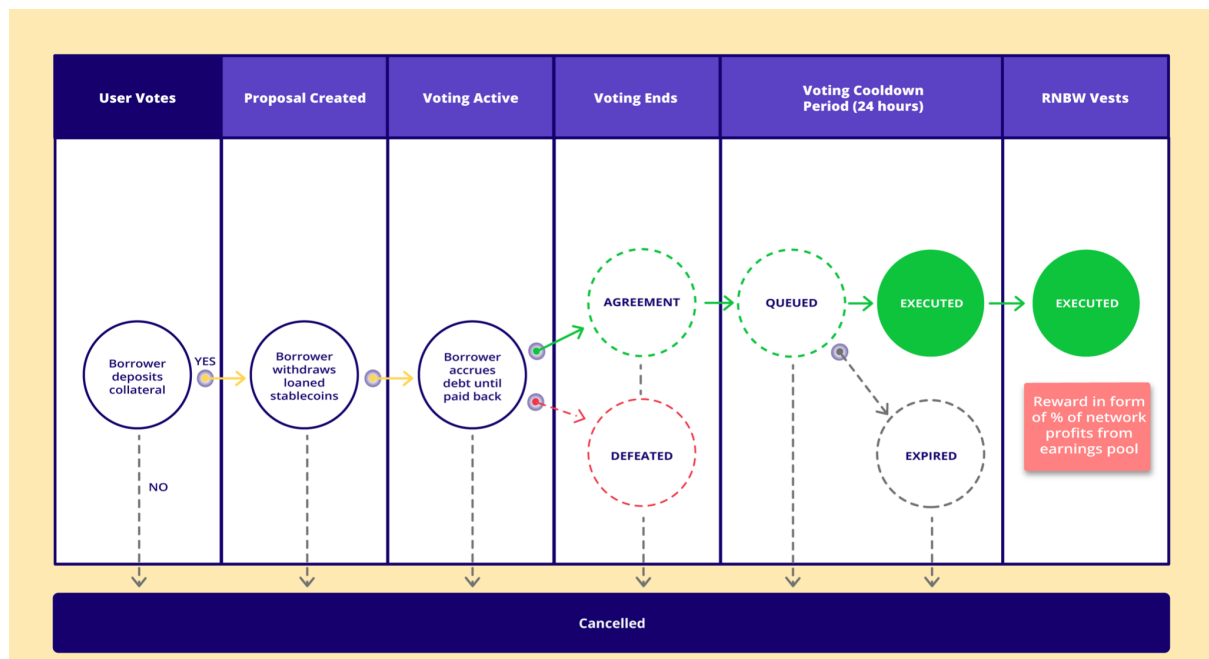 User Votes
Proposal Created
Voting Active
Voting Ends
Voting Cooldown
Period (24 hours)
RNBW Vests
Borrower
deposits
collateral
YES
NO
Borrower
withdraws
loaned
stablecoins
Borrower
accrues
debt until
paid back
AGREEMENT
DEFEATED
QUEUED
EXECUTED
EXPIRED
EXECUTED
Reward in form
of % of network
profits from
earnings pool
Cancelled